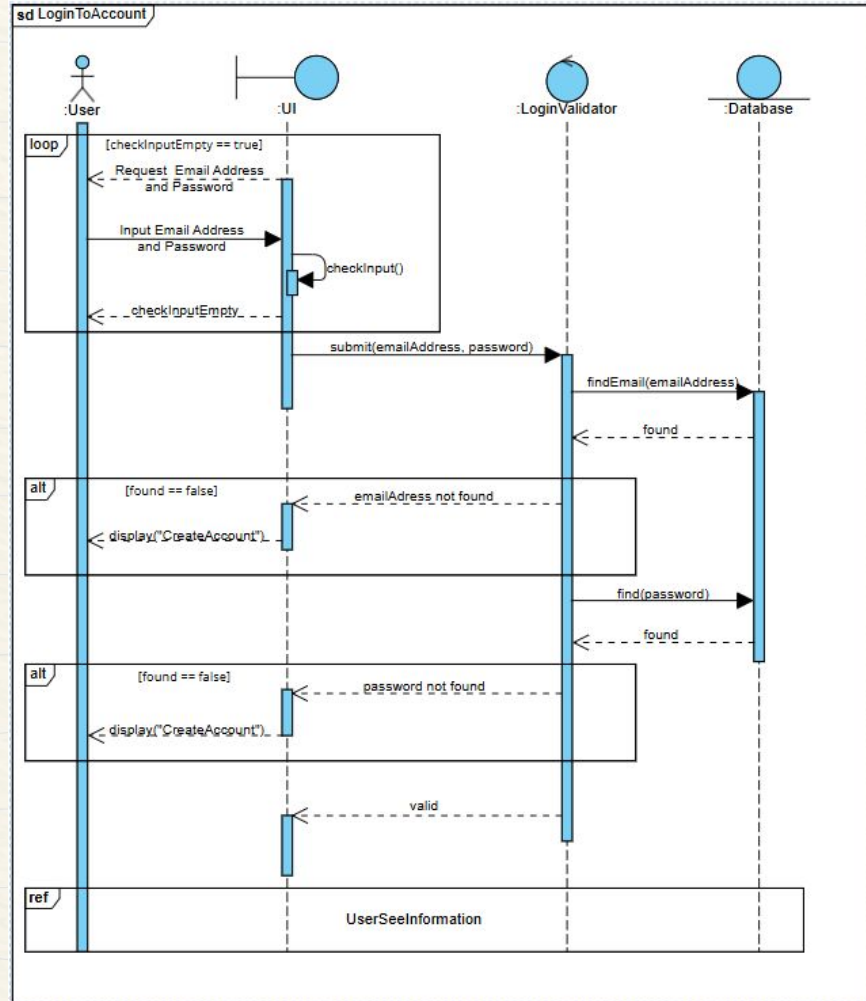 sd LoginToAccount
:User
:UI
:LoginValidator
:Database
loop
[checkInputEmpty == true]
Request Email Address
and Password
Input Email Address
and Password
checkInput()
checkInputEmpty
submit(emailAddress, password)
findEmail(emailAddress)
found
alt
[found == false]
emailAdress not found
display("CreateAccount")
find(password)
found
alt
[found == false]
password not found
display("CreateAccount")
valid
ref
UserSeeInformation